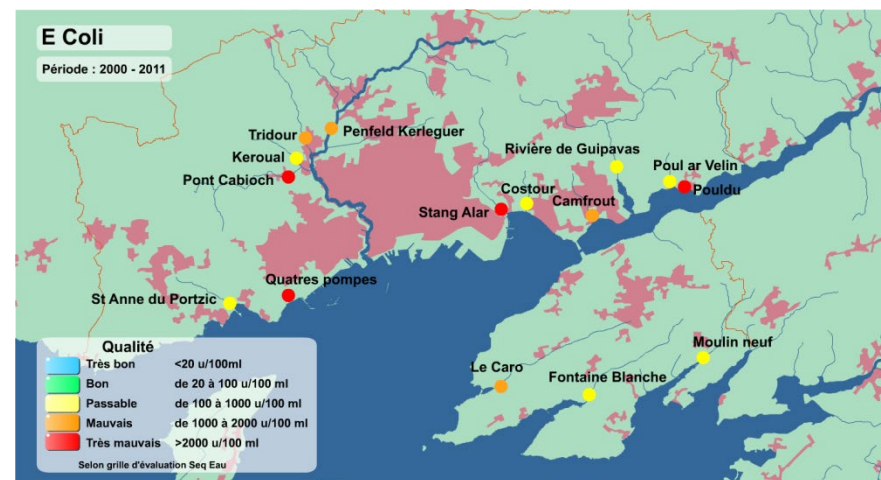 E Coli
Période : 2000 - 2011
Tridour
Penfeld Kerleguer
Keroual
Pont Cabioch
Rivière de Guipavas
Poul ar Velin
Costour
Camfrout
Pouldu
Stang Alar
Quatres pompes
St Anne du Portzic
Moulin neuf
Le Caro
Fontaine Blanche
Qualité
Très bon <20 u/100ml
Bon de 20 à 100 u/100 ml
Passable de 100 à 1000 u/100 ml
Mauvais de 1000 à 2000 u/100 ml
Très mauvais >2000 u/100 ml
Selon grille d'évaluation Seq Eau